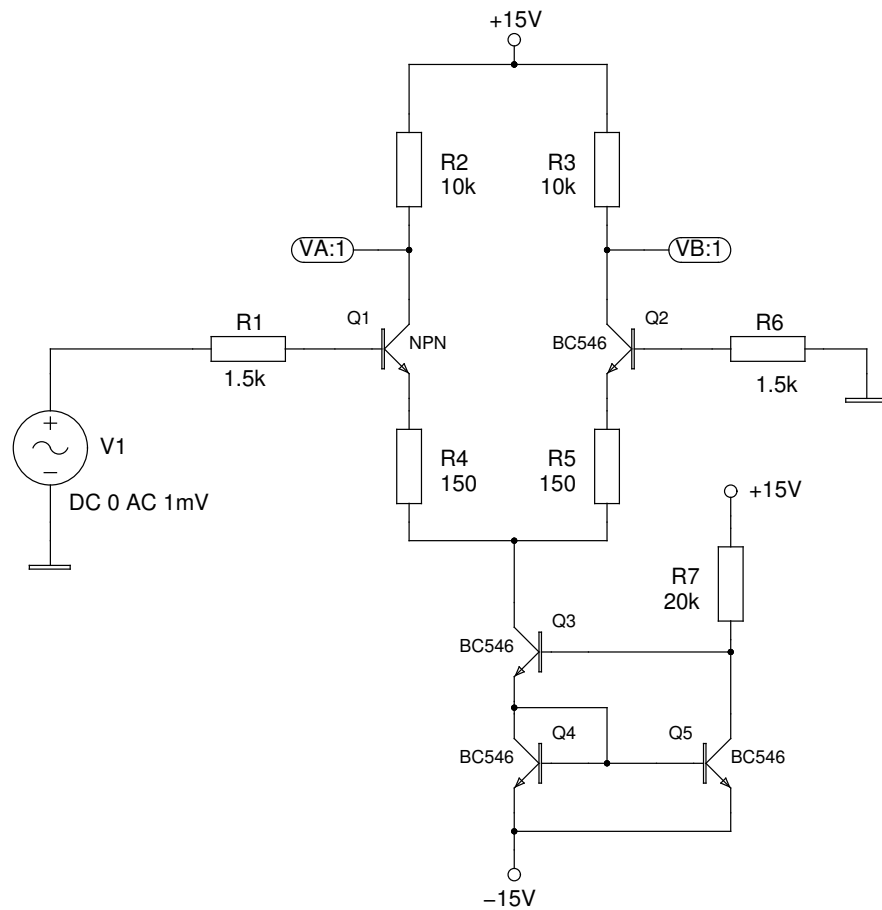 +15V
R2
10k
R3
10k
VA:1
VB:1
R1
1.5k
Q1
NPN
Q2
BC546
R6
1.5k
+
−
V1
DC 0 AC 1mV
R4
150
R5
150
+15V
R7
20k
Q3
BC546
Q4
BC546
Q5
BC546
−15V